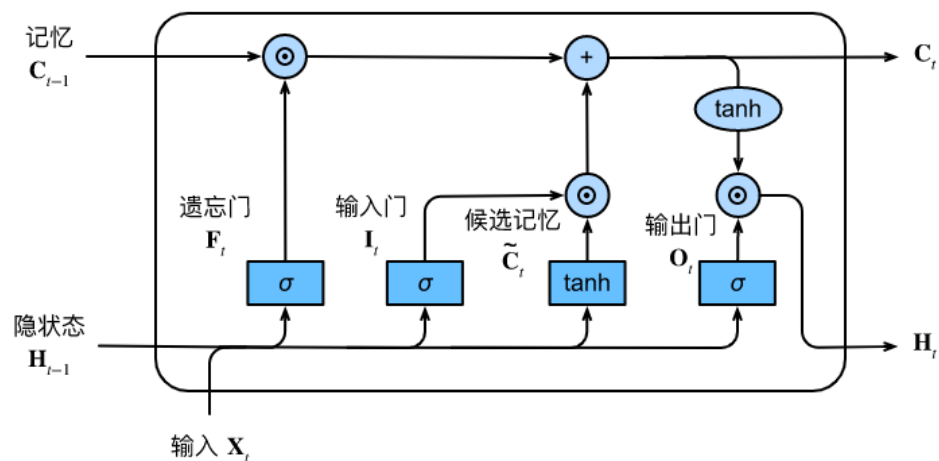 记忆
C_{t−1}
⊙
+
C_t
tanh
遗忘门
F_t
输入门
I_t
候选记忆
C̃_t
⊙
输出门
O_t
⊙
σ
σ
tanh
σ
隐状态
H_{t−1}
H_t
输入 X_t